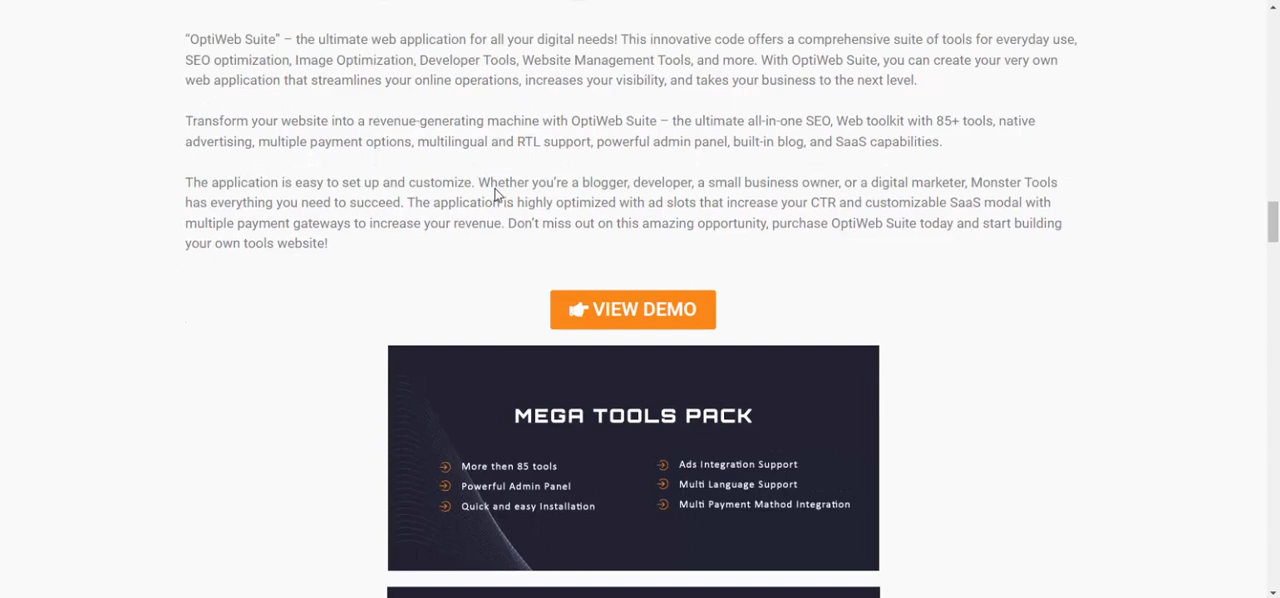 “OptiWeb Suite” – the ultimate web application for all your digital needs! This innovative code offers a comprehensive suite of tools for everyday use,
SEO optimization, Image Optimization, Developer Tools, Website Management Tools, and more. With OptiWeb Suite, you can create your very own
web application that streamlines your online operations, increases your visibility, and takes your business to the next level.
Transform your website into a revenue-generating machine with OptiWeb Suite – the ultimate all-in-one SEO, Web toolkit with 85+ tools, native
advertising, multiple payment options, multilingual and RTL support, powerful admin panel, built-in blog, and SaaS capabilities.
The application is easy to set up and customize. Whether you’re a blogger, developer, a small business owner, or a digital marketer, Monster Tools
has everything you need to succeed. The application is highly optimized with ad slots that increase your CTR and customizable SaaS modal with
multiple payment gateways to increase your revenue. Don’t miss out on this amazing opportunity, purchase OptiWeb Suite today and start building
your own tools website!
VIEW DEMO
MEGA TOOLS PACK
More then 85 tools
Powerful Admin Panel
Quick and easy Installation
Ads Integration Support
Multi Language Support
Multi Payment Mathod Integration